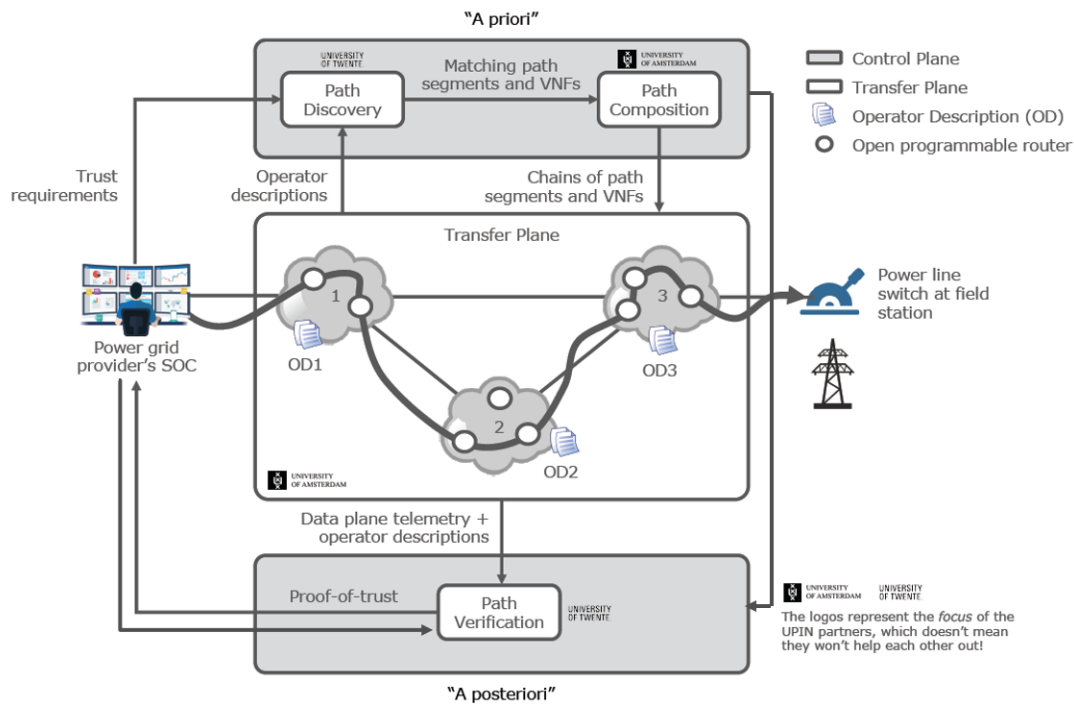 “A priori”
UNIVERSITY
OF TWENTE
Path
Discovery
Matching path
segments and VNFs
UNIVERSITY
OF AMSTERDAM
Path
Composition
Control Plane
Transfer Plane
Operator Description (OD)
Open programmable router
Trust
requirements
Operator
descriptions
Chains of path
segments and VNFs
Transfer Plane
1
3
OD1
OD3
2
OD2
Power grid
provider’s SOC
Power line
switch at field
station
UNIVERSITY
OF AMSTERDAM
Data plane telemetry +
operator descriptions
Proof-of-trust
Path
Verification
UNIVERSITY
OF TWENTE
UNIVERSITY
OF AMSTERDAM
UNIVERSITY
OF TWENTE
The logos represent the focus of the
UPIN partners, which doesn’t mean
they won’t help each other out!
“A posteriori”